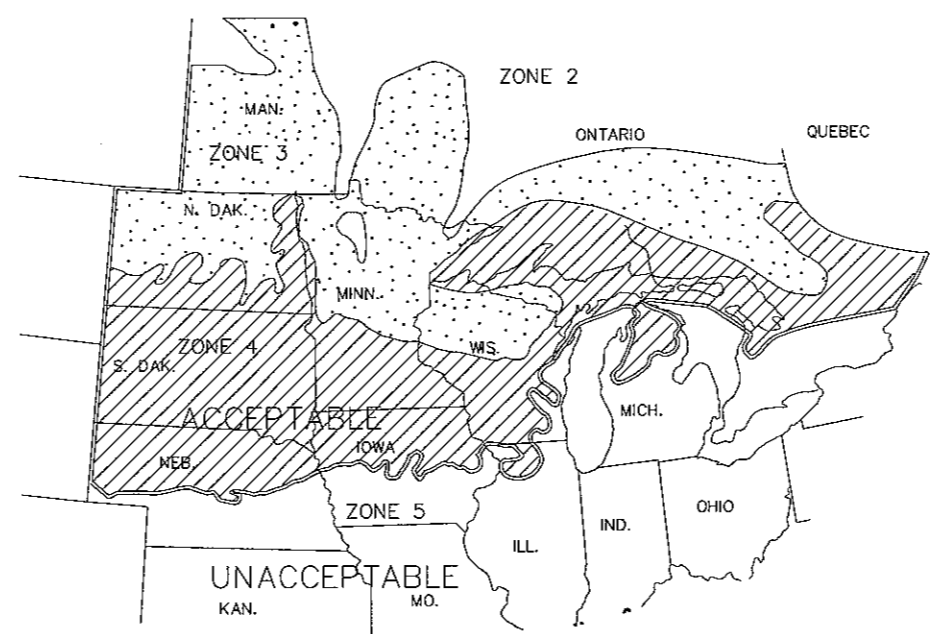 ZONE 2
MAN.
ONTARIO
QUEBEC
ZONE 3
N. DAK.
MINN.
ZONE 4
WIS.
S. DAK.
MICH.
ACCEPTABLE
IOWA
NEB.
ZONE 5
OHIO
IND.
ILL.
UNACCEPTABLE
MO.
KAN.